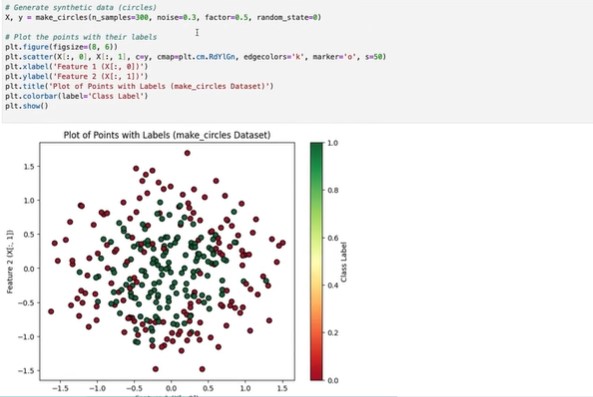 # Generate synthetic data (circles)
X, y = make_circles(n_samples=300, noise=0.3, factor=0.5, random_state=0)
# Plot the points with their labels
plt.figure(figsize=(8, 6))
plt.scatter(X[:, 0], X[:, 1], c=y, cmap=plt.cm.RdYlGn, edgecolors='k', marker='o', s=50)
plt.xlabel('Feature 1 (X[:, 0])')
plt.ylabel('Feature 2 (X[:, 1])')
plt.title('Plot of Points with Labels (make_circles Dataset)')
plt.colorbar(label='Class Label')
plt.show()
Plot of Points with Labels (make_circles Dataset)
1.5
1.0
0.5
0.0
−0.5
−1.0
−1.5
Feature 2 (X[:, 1])
−1.5 −1.0 −0.5 0.0 0.5 1.0 1.5
1.0
0.8
0.6
0.4
0.2
0.0
Class Label